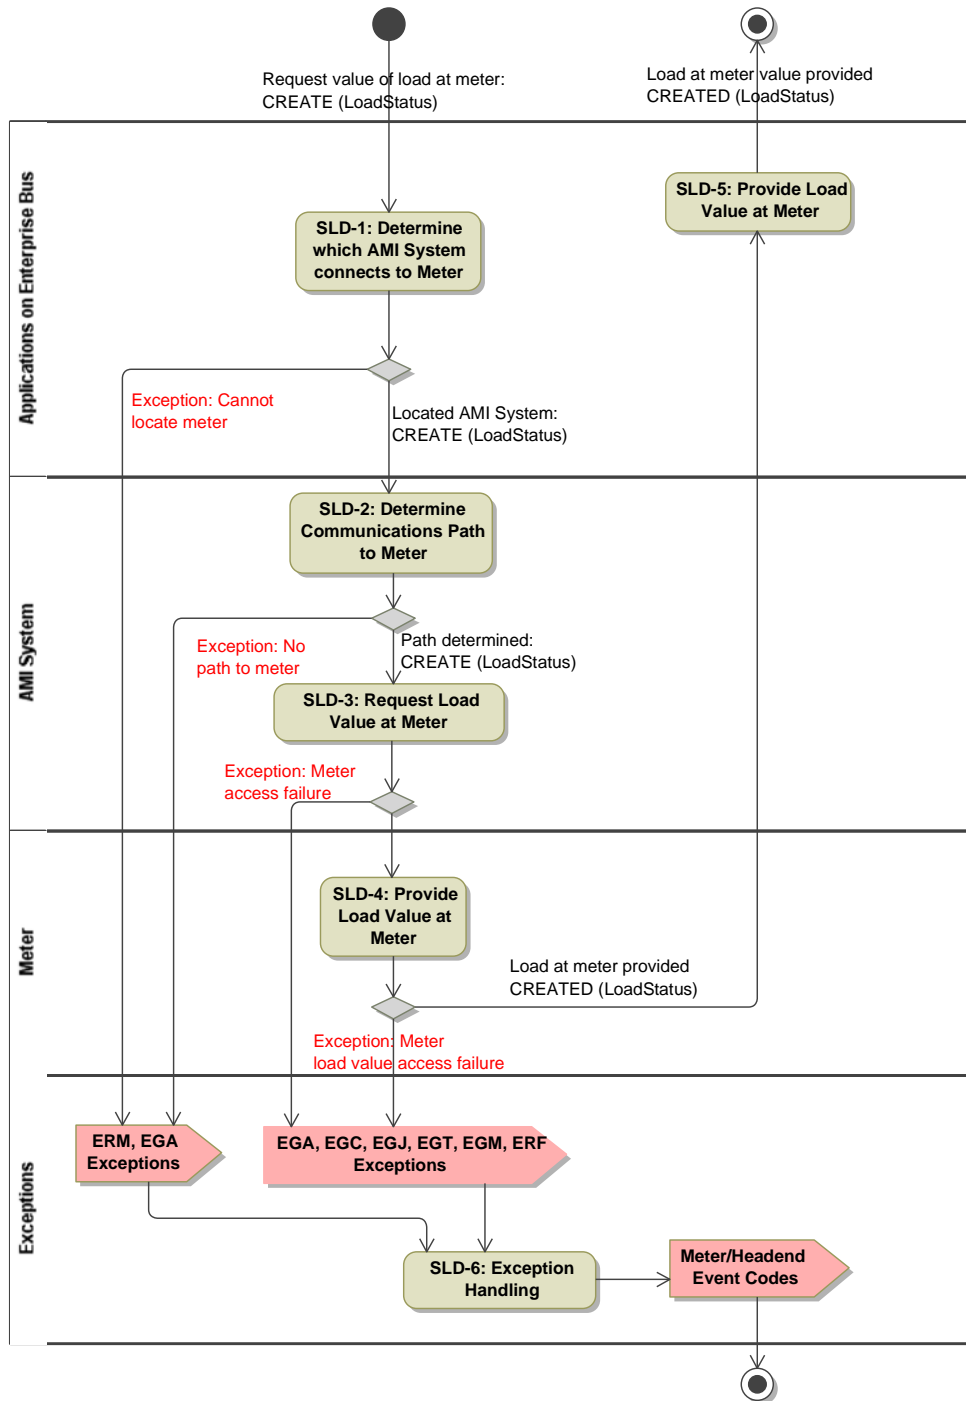 Request value of load at meter:
CREATE (LoadStatus)
Load at meter value provided
CREATED (LoadStatus)
Applications on Enterprise Bus
SLD-1: Determine
which AMI System
connects to Meter
SLD-5: Provide Load
Value at Meter
Exception: Cannot
locate meter
Located AMI System:
CREATE (LoadStatus)
AMI System
SLD-2: Determine
Communications Path
to Meter
Exception: No
path to meter
Path determined:
CREATE (LoadStatus)
SLD-3: Request Load
Value at Meter
Exception: Meter
access failure
Meter
SLD-4: Provide
Load Value at
Meter
Load at meter provided
CREATED (LoadStatus)
Exception: Meter
load value access failure
Exceptions
ERM, EGA
Exceptions
EGA, EGC, EGJ, EGT, EGM, ERF
Exceptions
SLD-6: Exception
Handling
Meter/Headend
Event Codes